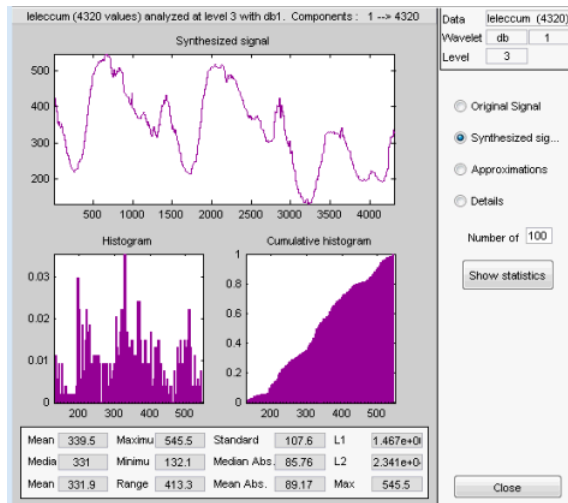 leleccum (4320 values) analyzed at level 3 with db1. Components : 1 --> 4320
Synthesized signal
500
400
300
200
500 1000 1500 2000 2500 3000 3500 4000
Histogram
0.03
0.02
0.01
0
200 300 400 500
Cumulative histogram
1
0.8
0.6
0.4
0.2
0
200 300 400 500
Mean 339.5 Maximu 545.5 Standard 107.6 L1 1.467e+0
Media 331 Minimu 132.1 Median Abs. 85.76 L2 2.341e+0
Mean 331.9 Range 413.3 Mean Abs. 89.17 Max 545.5
Data leleccum (4320)
Wavelet db 1
Level 3
Original Signal
Synthesized sig...
Approximations
Details
Number of 100
Show statistics
Close